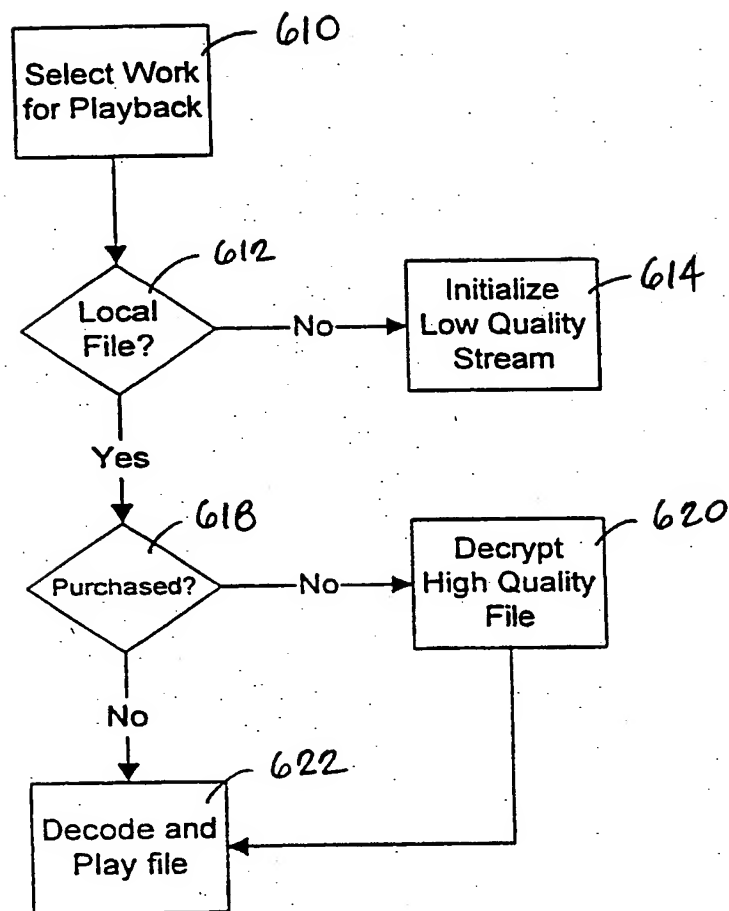 610
Select Work
for Playback
612
Local
File?
No
Initialize
Low Quality
Stream
614
Yes
618
Purchased?
No
Decrypt
High Quality
File
620
No
622
Decode and
Play file